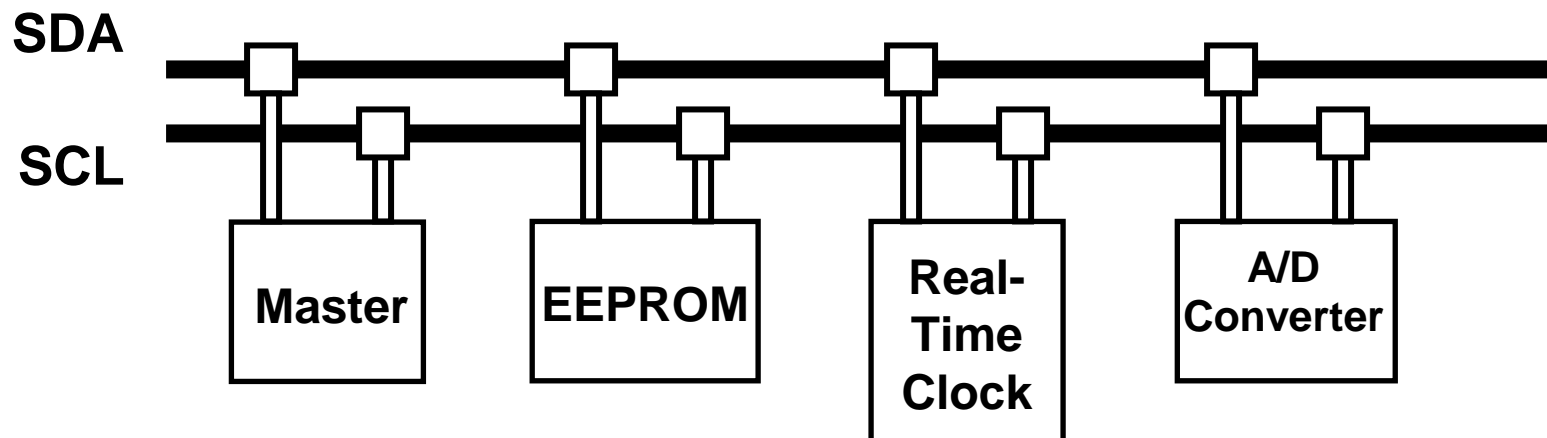 SDA
SCL
Master
EEPROM
Real-
Time
Clock
A/D
Converter